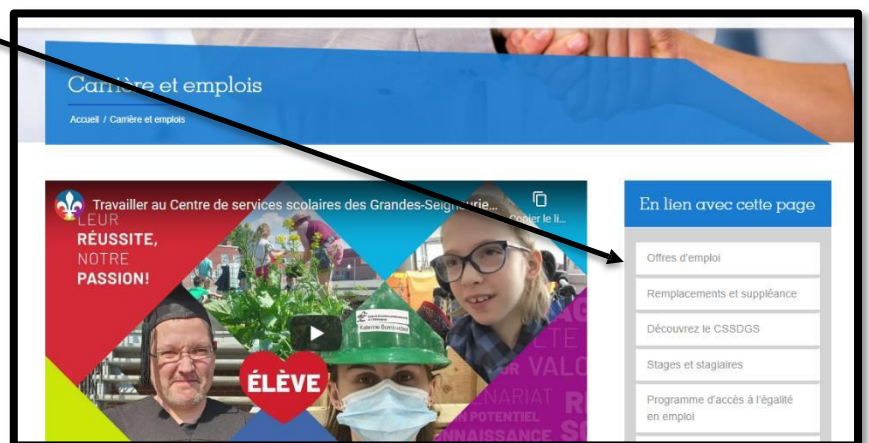 Carrière et emplois
Accueil / Carrière et emplois
Travailler au Centre de services scolaires des Grandes-Seigneurie...
Copier le li...
LEUR
RÉUSSITE,
NOTRE
PASSION!
ÉLÈVE
VALO
POTENTIEL
En lien avec cette page
Offres d'emploi
Remplacements et suppléance
Découvrez le CSSDGS
Stages et stagiaires
Programme d'accès à l'égalité
en emploi